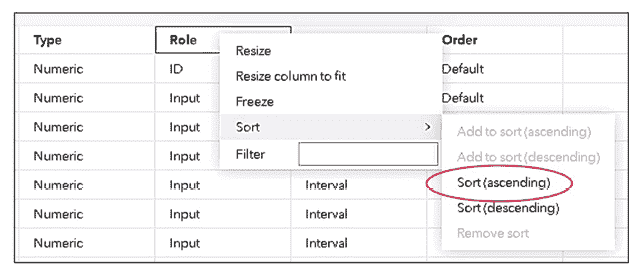 Type Role Order
Resize
Numeric ID Default
Resize column to fit
Numeric Input Default
Freeze
Numeric Input Sort >
Add to sort (ascending)
Numeric Input Filter
Add to sort (descending)
Numeric Input Interval Sort (ascending)
Numeric Input Interval Sort (descending)
Numeric Input Interval Remove sort